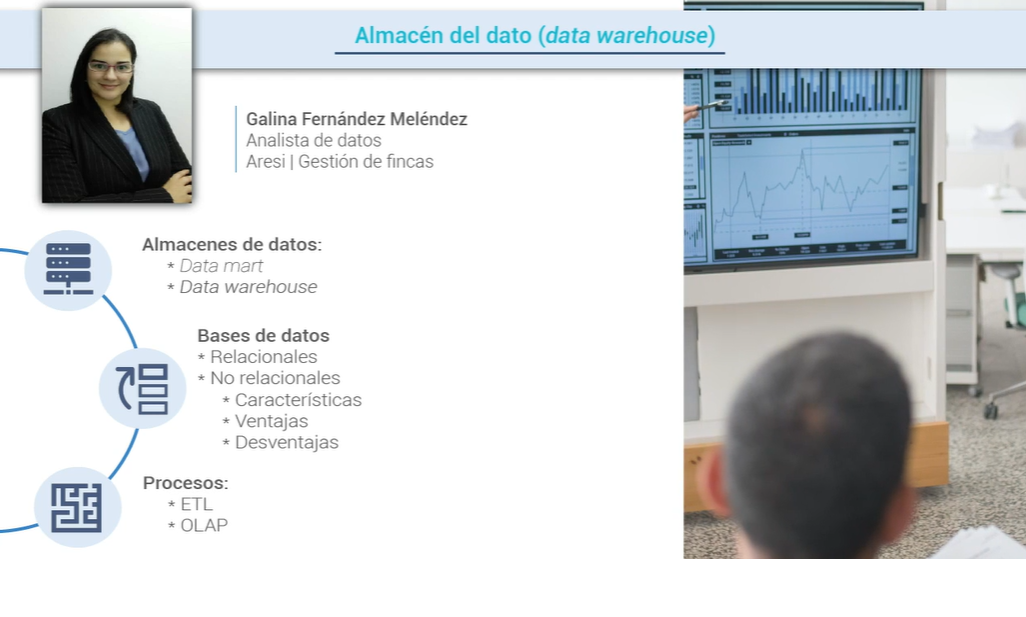 Almacén del dato (data warehouse)
Galina Fernández Meléndez
Analista de datos
Aresi | Gestión de fincas
Almacenes de datos:
* Data mart
* Data warehouse
Bases de datos
* Relacionales
* No relacionales
* Características
* Ventajas
* Desventajas
Procesos:
* ETL
* OLAP